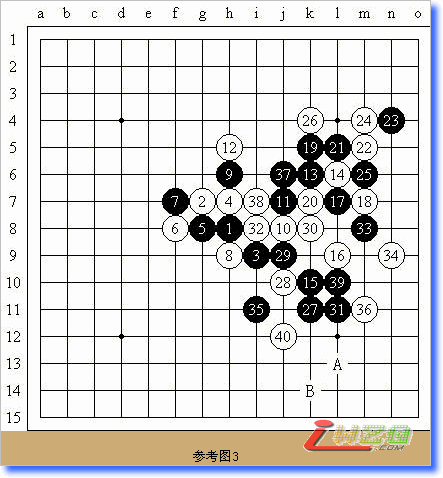 a b c d e f g h i j k l m n o
1
2
3
4 26 24 23
5 12 19 21 22
6 9 37 13 14 25
7 7 2 4 38 11 20 17 18
8 6 5 1 32 10 30 33
9 8 3 29 16 34
10 28 15 39
11 35 27 31 36
12 40
13 A
14 B
15
.COM
参考图3